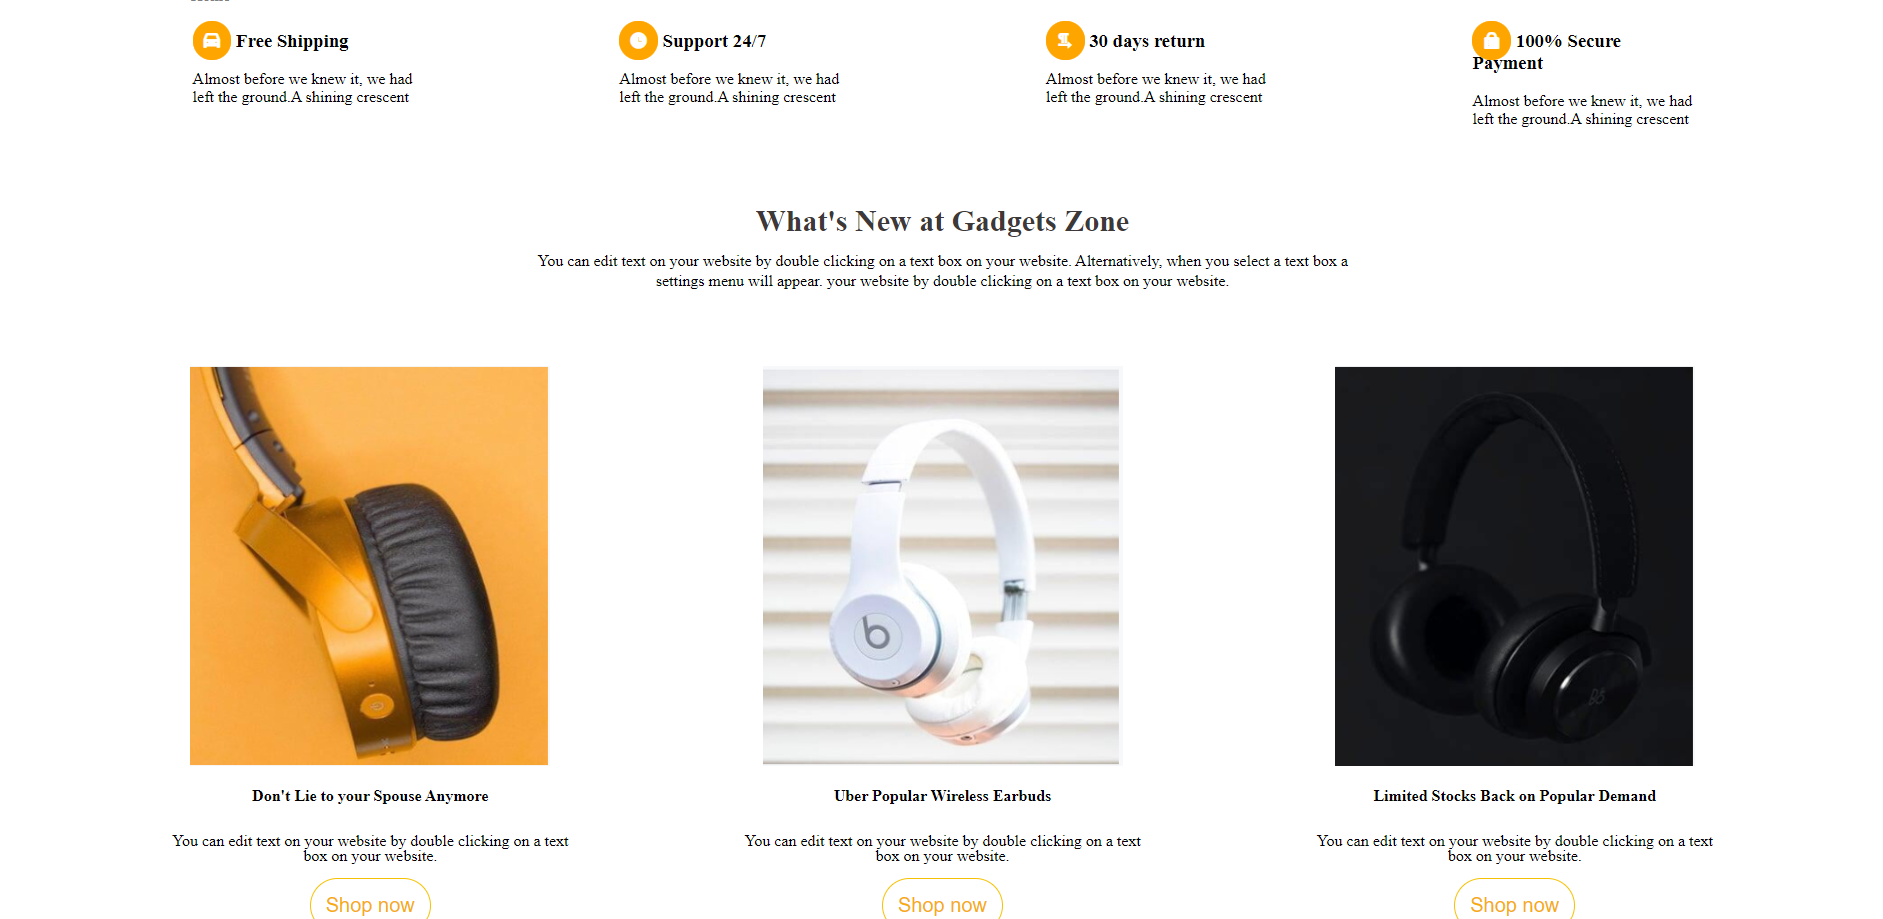 Free Shipping
Almost before we knew it, we had
left the ground.A shining crescent
Support 24/7
Almost before we knew it, we had
left the ground.A shining crescent
30 days return
Almost before we knew it, we had
left the ground.A shining crescent
100% Secure
Payment
Almost before we knew it, we had
left the ground.A shining crescent
What's New at Gadgets Zone
You can edit text on your website by double clicking on a text box on your website. Alternatively, when you select a text box a
settings menu will appear. your website by double clicking on a text box on your website.
b
Don't Lie to your Spouse Anymore
You can edit text on your website by double clicking on a text
box on your website.
Shop now
Uber Popular Wireless Earbuds
You can edit text on your website by double clicking on a text
box on your website.
Shop now
Limited Stocks Back on Popular Demand
You can edit text on your website by double clicking on a text
box on your website.
Shop now